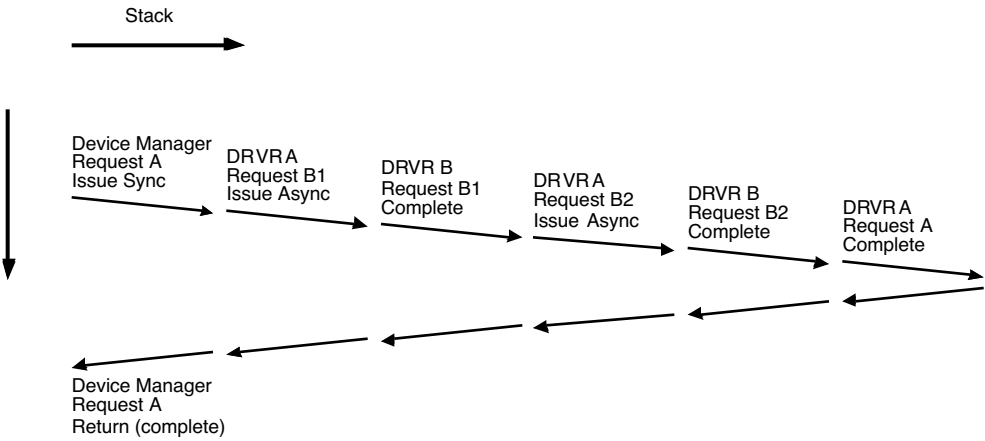 Stack
Device Manager
Request A
Issue Sync
DRVR A
Request B1
Issue Async
DRVR B
Request B1
Complete
DRVR A
Request B2
Issue Async
DRVR B
Request B2
Complete
DRVR A
Request A
Complete
Device Manager
Request A
Return (complete)